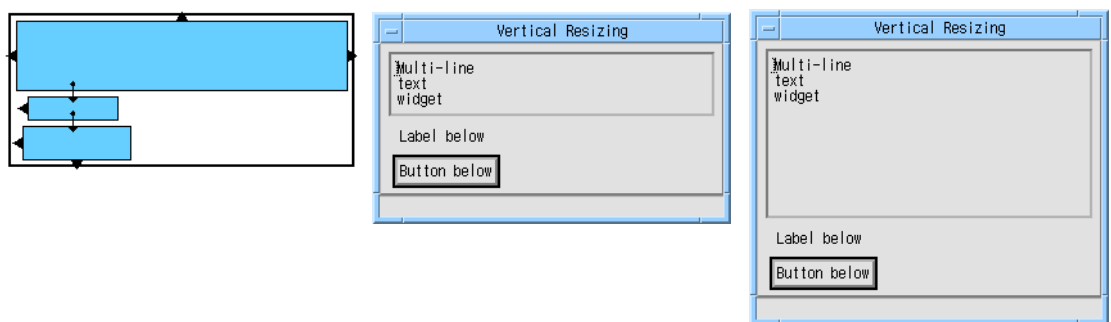 Vertical Resizing
Multi-line
text
widget
Label below
Button below
Vertical Resizing
Multi-line
text
widget
Label below
Button below